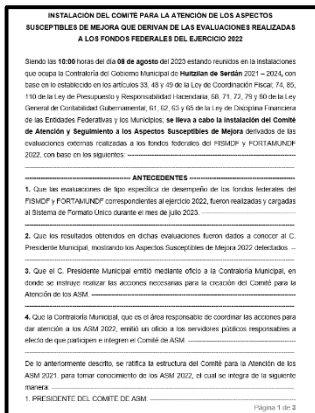 INSTALACION DEL COMITÉ PARA LA ATENCIÓN DE LOS ASPECTOS
SUSCEPTIBLES DE MEJORA QUE DERIVAN DE LAS EVALUACIONES REALIZADAS
A LOS FONDOS FEDERALES DEL EJERCICIO 2022
Siendo las 10:00 horas del día 08 de agosto del 2023 estando reunidos en la instalaciones
que ocupa la Contraloría del Gobierno Municipal de Huitzilan de Serdán 2021 – 2024, con
base en lo establecido en los artículos 33, 48 y 49 de la Ley de Coordinación Fiscal; 74, 85,
110 de la Ley de Presupuesto y Responsabilidad Hacendaria; 58, 71, 72, 79 y 80 de la Ley
General de Contabilidad Gubernamental; 61, 62, 63 y 65 de la Ley de Disciplina Financiera
de las Entidades Federativas y los Municipios; se lleva a cabo la instalación del Comité
de Atención y Seguimiento a los Aspectos Susceptibles de Mejora derivados de las
evaluaciones externas realizadas a los fondos federales del FISMDF y FORTAMUNDF
2022, con base en los siguientes:
ANTECEDENTES
1. Que las evaluaciones de tipo específica de desempeño de los fondos federales del
FISMDF y FORTAMUNDF correspondientes al ejercicio 2022, fueron realizadas y cargadas
al Sistema de Formato Único durante el mes de julio 2023.
2. Que los resultados obtenidos en dichas evaluaciones fueron dados a conocer al C.
Presidente Municipal, mostrando los Aspectos Susceptibles de Mejora 2022 detectados.
3. Que el C. Presidente Municipal emitió mediante oficio a la Contraloría Municipal, en
donde se instruye realizar las acciones necesarias para la creación del Comité para la
Atención de los ASM.
4. Que la Contraloría Municipal, que es el área responsable de coordinar las acciones para
dar atención a los ASM 2022, emitió un oficio a los servidores públicos responsables a
efecto de que participen e integren el Comité de ASM
De lo anteriormente descrito, se ratifica la estructura del Comité para la Atención de los
ASM 2021, para tomar conocimiento de los ASM 2022, el cual se integra de la siguiente
manera:
1. PRESIDENTE DEL COMITÉ DE ASM:
Página 1 de 3